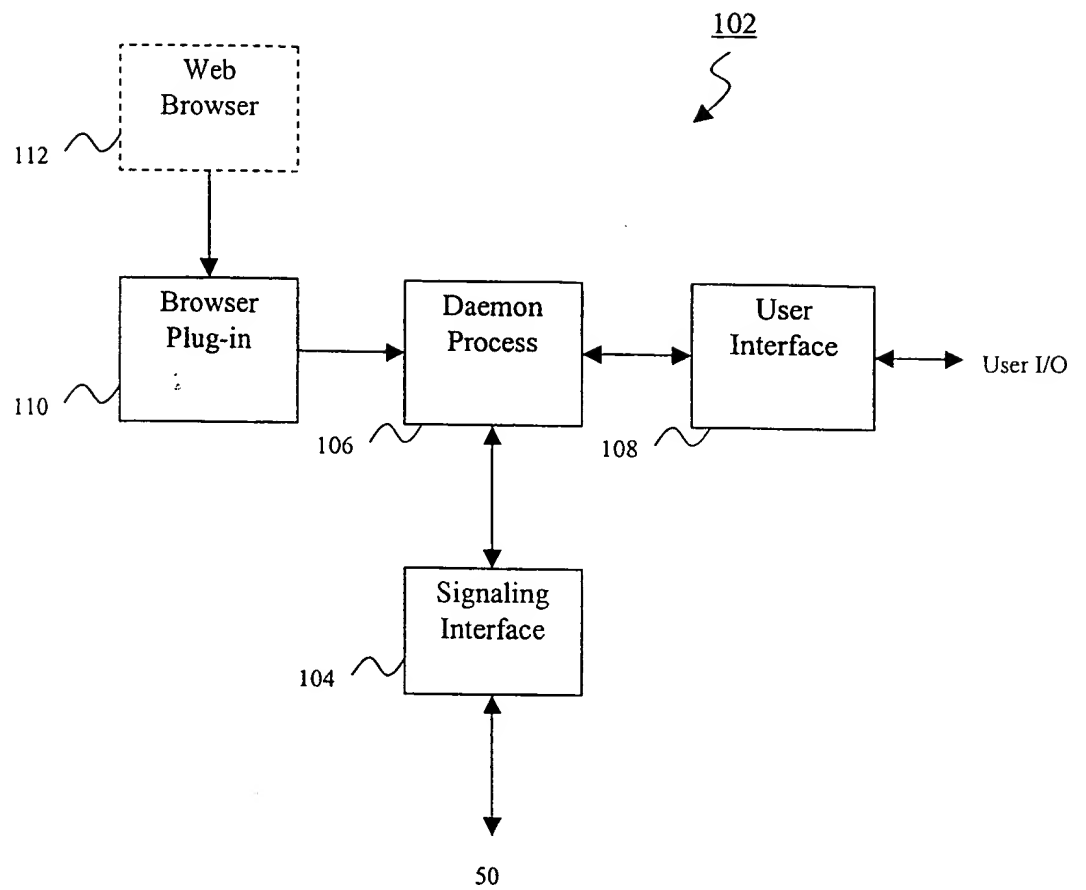 102
Web
Browser
112
Browser
Plug-in
110
Daemon
Process
106
User
Interface
108
User I/O
Signaling
Interface
104
50